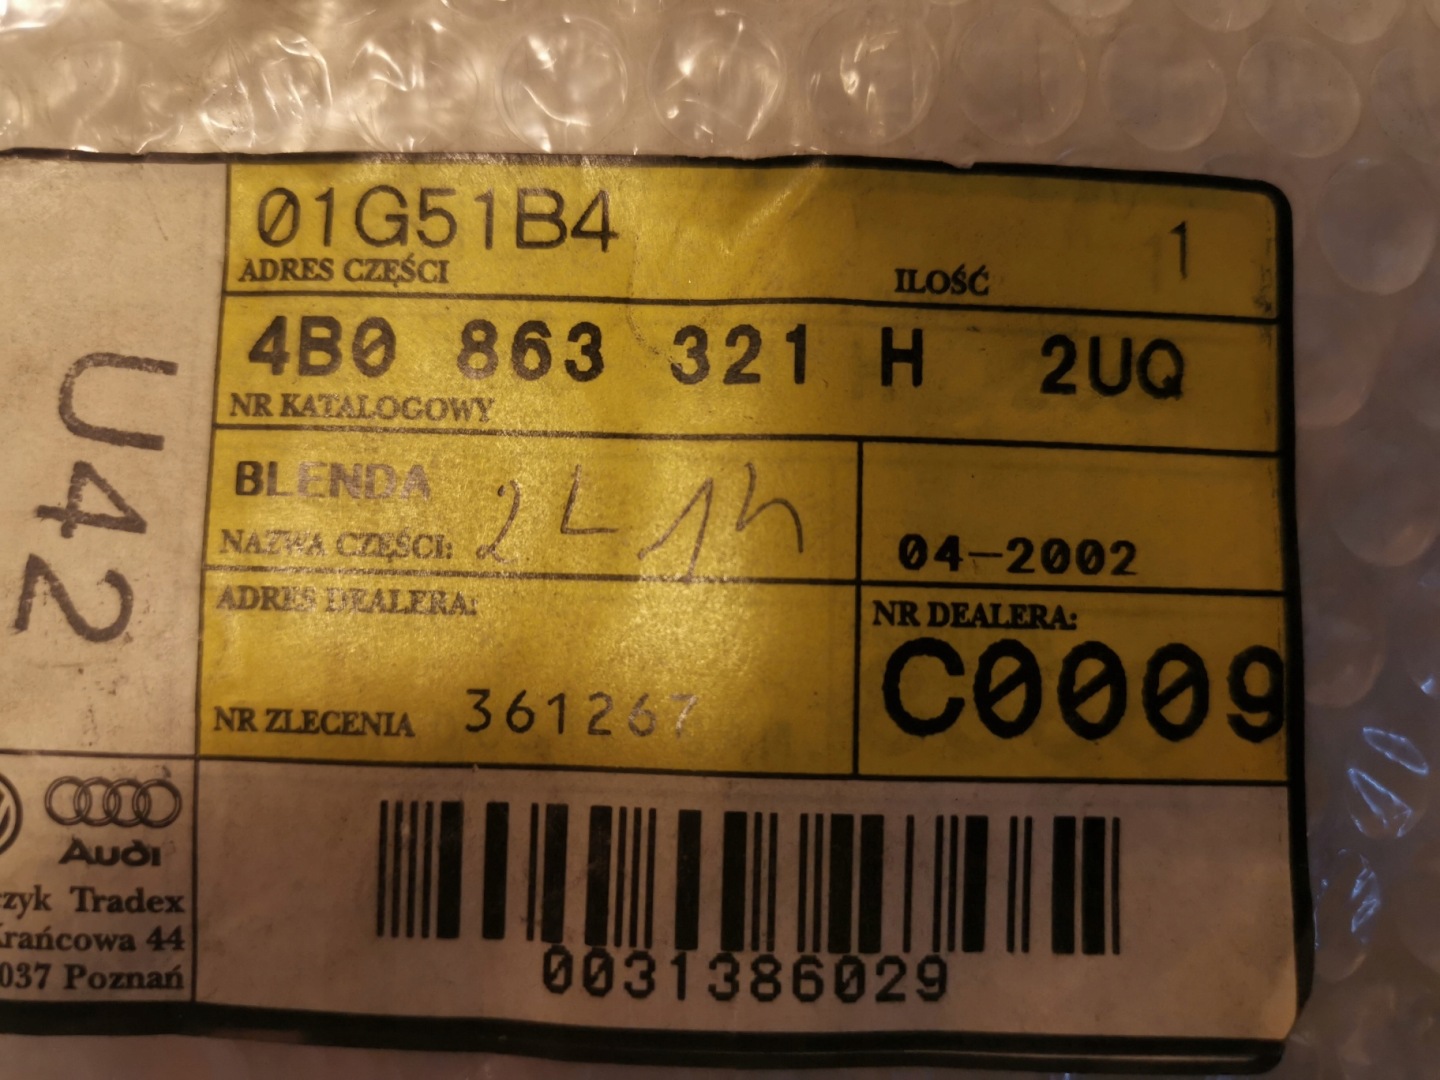 01G51B4
ADRES CZĘŚCI
ILOŚĆ
1
4B0 863 321 H 2UQ
NR KATALOGOWY
BLENDA
NAZWA CZĘŚCI:
04-2002
ADRES DEALERA:
NR DEALERA:
C0009
NR ZLECENIA 361267
U42
Audi
czyk Tradex
Krańcowa 44
037 Poznań
0031386029